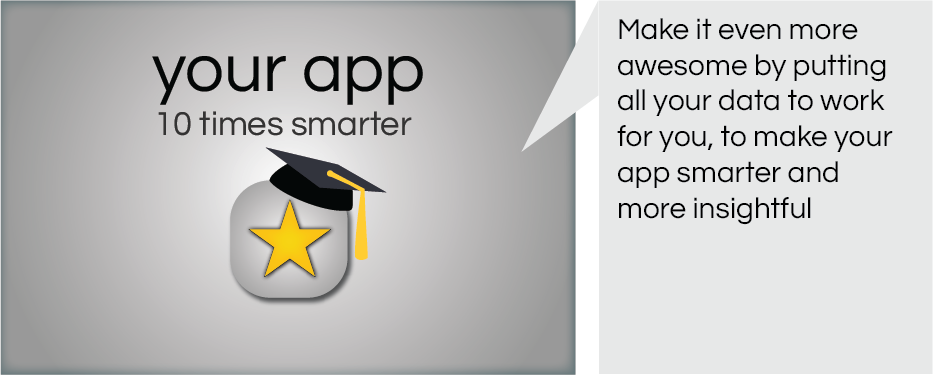 your app
10 times smarter
Make it even more
awesome by putting
all your data to work
for you, to make your
app smarter and
more insightful